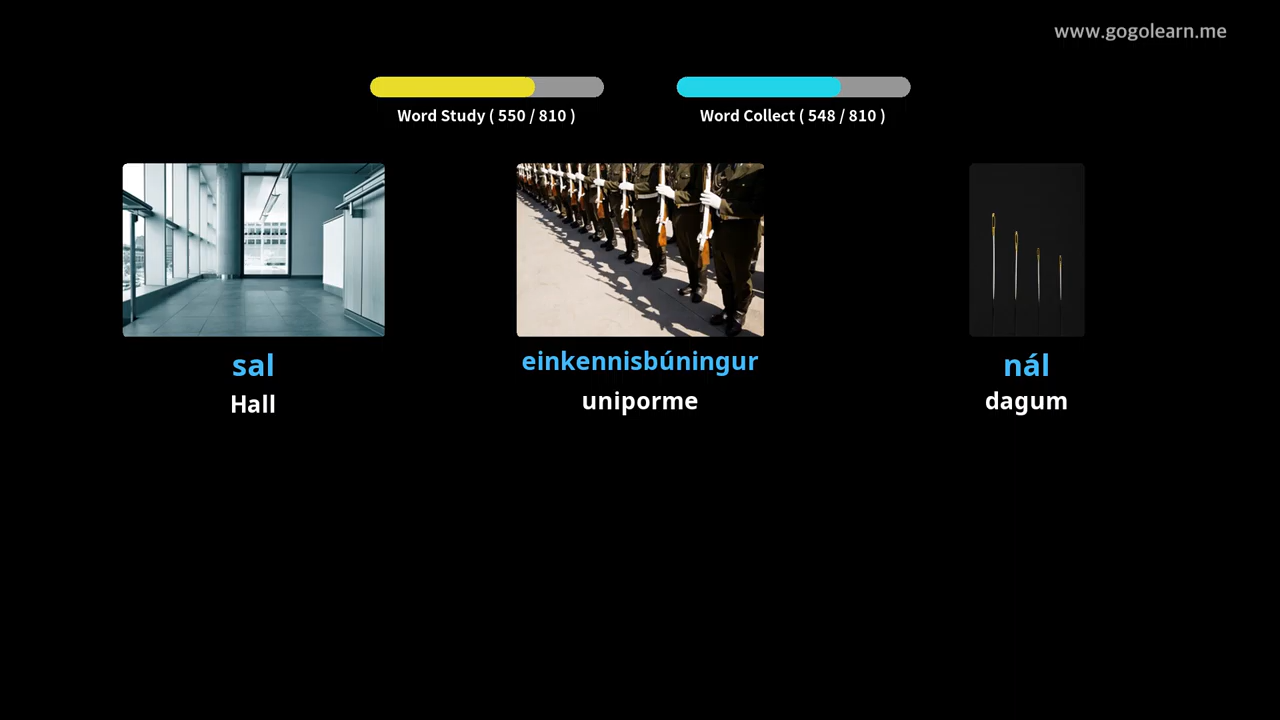 www.gogolearn.me
Word Study ( 550 / 810 )
Word Collect ( 548 / 810 )
sal
Hall
einkennisbúningur
uniporme
nál
dagum